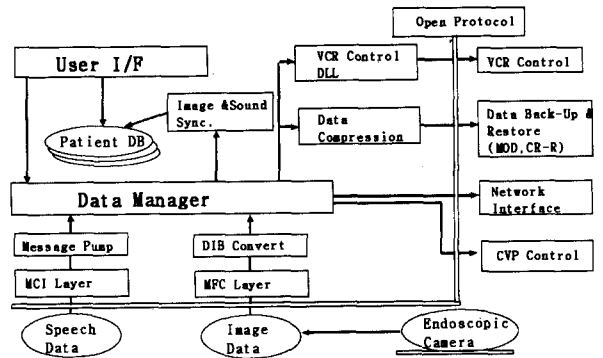 Open Protocol
User I/F
VCR Control
DLL
VCR Control
Image &Sound
Sync.
Patient DB
Data
Compression
Data Back-Up &
Restore
(MOD,CR-R)
Data Manager
Network
Interface
Message Pump
DIB Convert
CVP Control
MCI Layer
MFC Layer
Speech
Data
Image
Data
Endoscopic
Camera